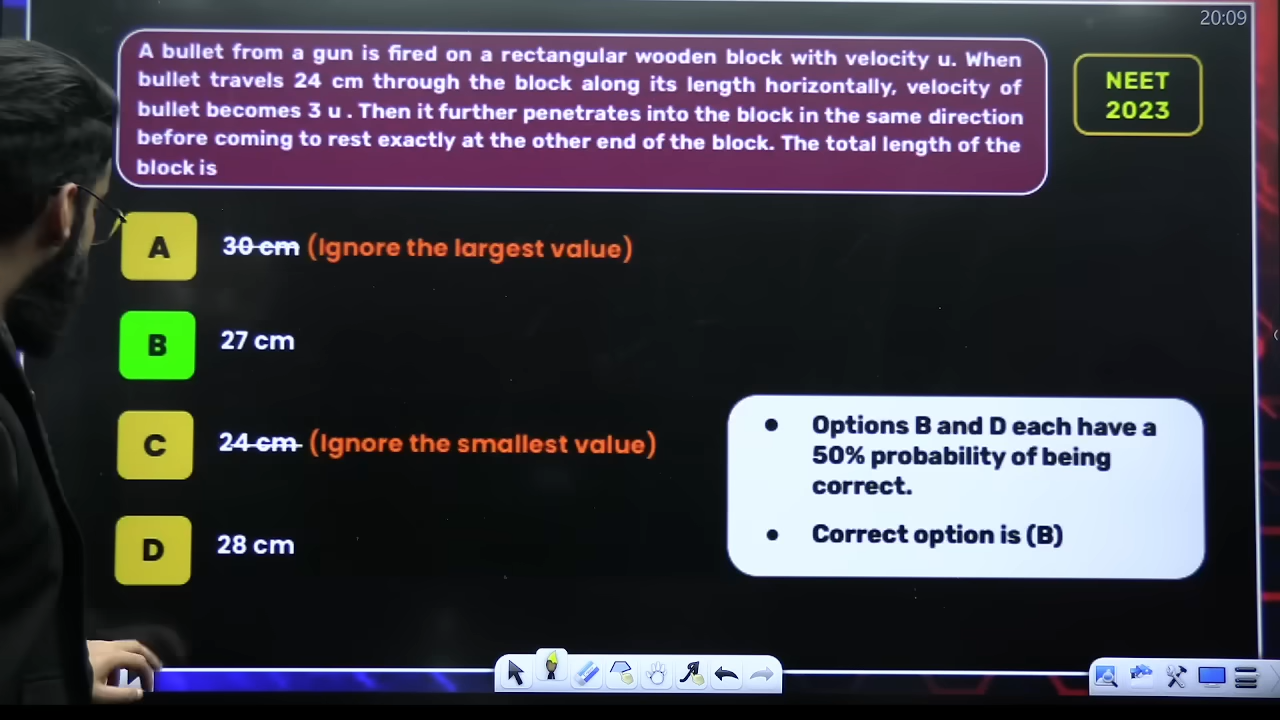 20:09
A bullet from a gun is fired on a rectangular wooden block with velocity u. When
bullet travels 24 cm through the block along its length horizontally, velocity of
bullet becomes 3 u . Then it further penetrates into the block in the same direction
before coming to rest exactly at the other end of the block. The total length of the
block is
NEET
2023
A
30 cm (Ignore the largest value)
B
27 cm
C
24 cm (Ignore the smallest value)
D
28 cm
• Options B and D each have a
50% probability of being
correct.
• Correct option is (B)